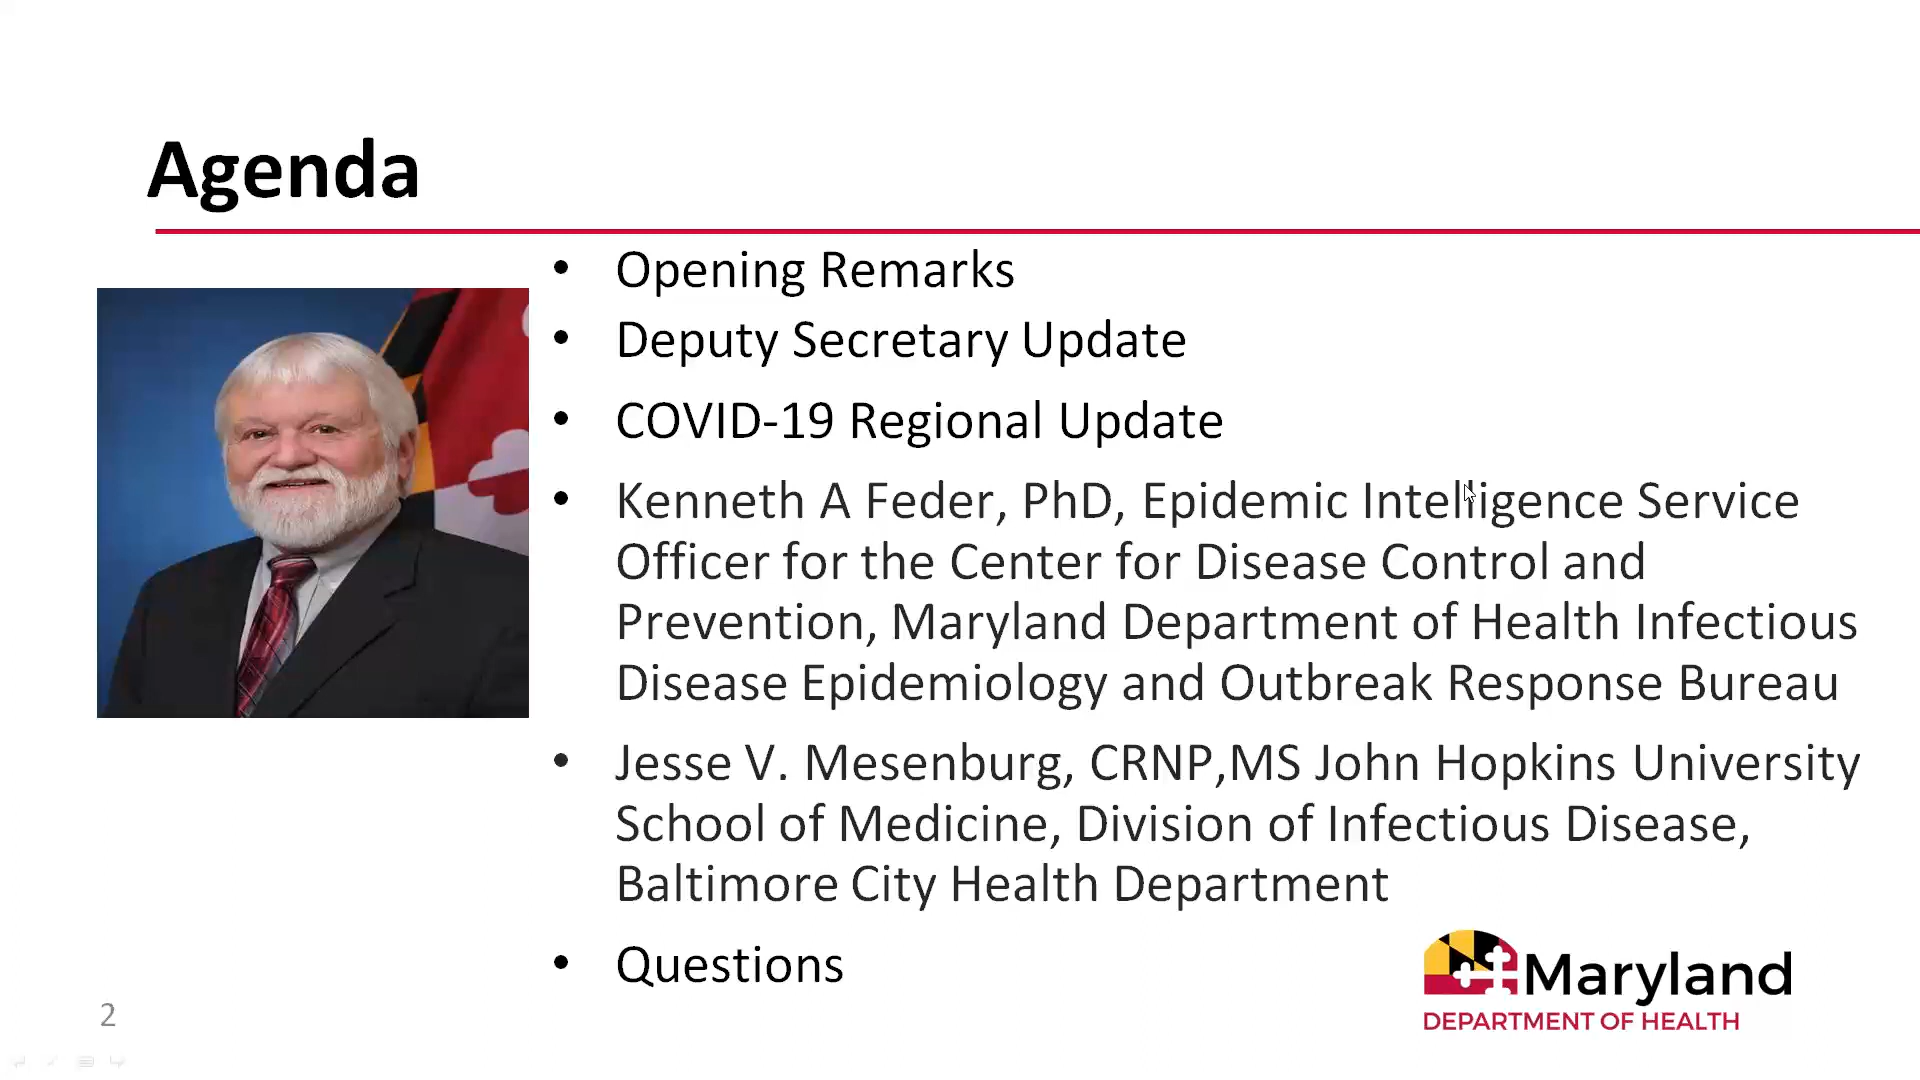 Agenda
• Opening Remarks
• Deputy Secretary Update
• COVID-19 Regional Update
• Kenneth A Feder, PhD, Epidemic Intelligence Service
Officer for the Center for Disease Control and
Prevention, Maryland Department of Health Infectious
Disease Epidemiology and Outbreak Response Bureau
• Jesse V. Mesenburg, CRNP,MS John Hopkins University
School of Medicine, Division of Infectious Disease,
Baltimore City Health Department
• Questions
Maryland
DEPARTMENT OF HEALTH
2